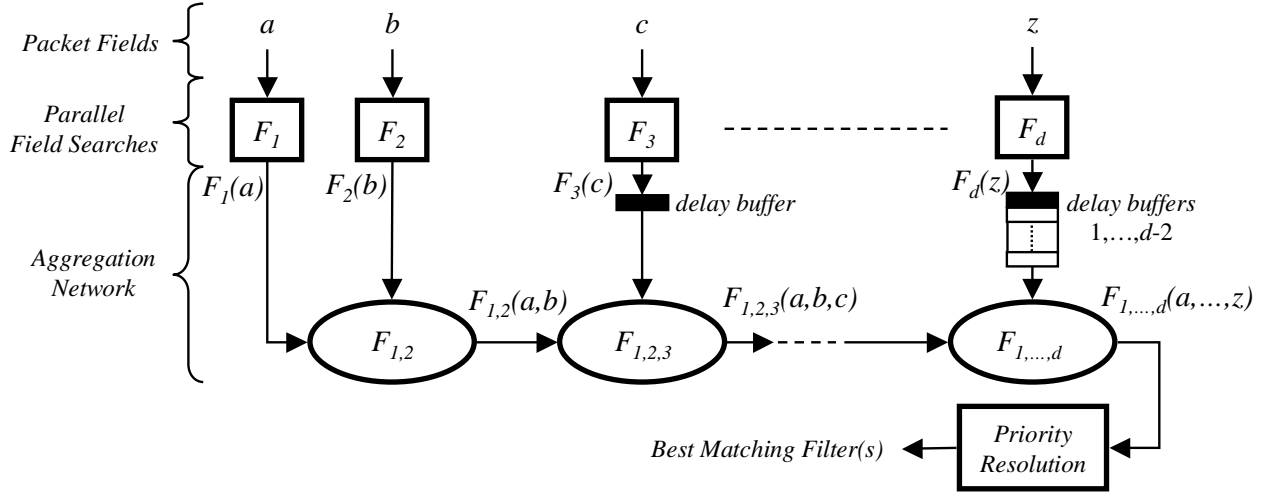 Packet Fields
a
b
c
z
Parallel
Field Searches
F1
F2
F3
Fd
F1(a)
F2(b)
F3(c)
Fd(z)
delay buffer
delay buffers
1,...,d-2
Aggregation
Network
F1,2(a,b)
F1,2,3(a,b,c)
F1,...,d(a,...,z)
F1,2
F1,2,3
F1,...,d
Best Matching Filter(s)
Priority
Resolution